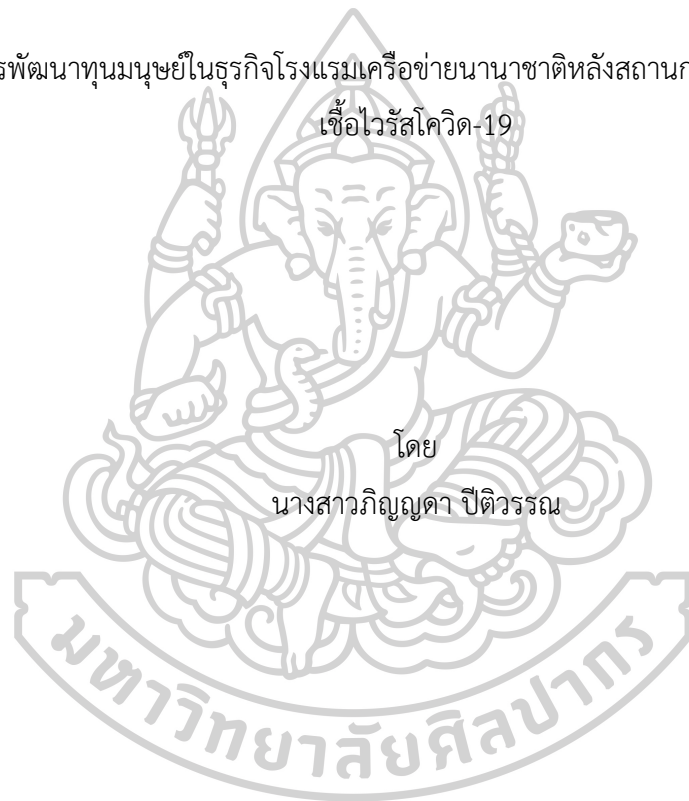 รพัฒนาทุนมนุษย์ในธุรกิจโรงแรมเครือข่ายนานาชาติหลังสถานก
เชื้อไวรัสโควิด-19
โดย
นางสาวภิญญดา ปีติวรรณ
มหาวิทยาลัยศิลปากร